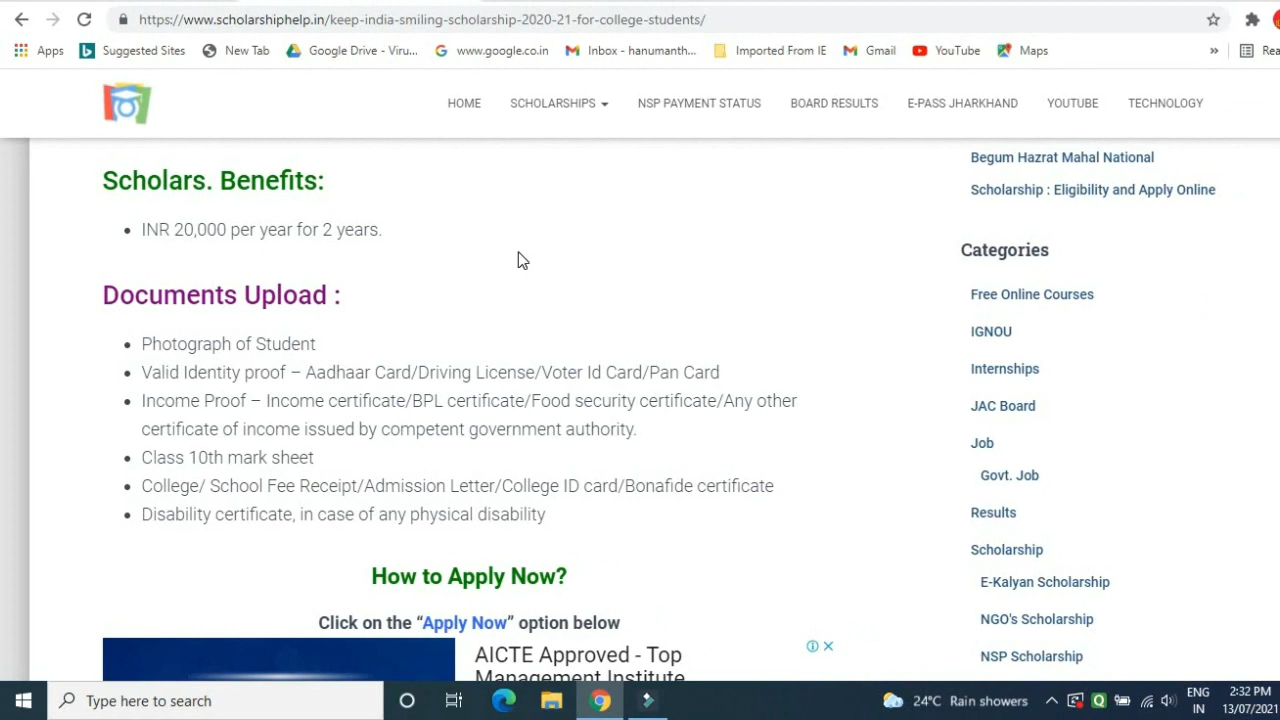 https://www.scholarshiphelp.in/keep-india-smiling-scholarship-2020-21-for-college-students/
Apps Suggested Sites New Tab Google Drive - Viru... www.google.co.in Inbox - hanumanth... Imported From IE Gmail YouTube Maps » Rea
HOME SCHOLARSHIPS NSP PAYMENT STATUS BOARD RESULTS E-PASS JHARKHAND YOUTUBE TECHNOLOGY
Scholars. Benefits:
• INR 20,000 per year for 2 years.
Documents Upload :
• Photograph of Student
• Valid Identity proof – Aadhaar Card/Driving License/Voter Id Card/Pan Card
• Income Proof – Income certificate/BPL certificate/Food security certificate/Any other
certificate of income issued by competent government authority.
• Class 10th mark sheet
• College/ School Fee Receipt/Admission Letter/College ID card/Bonafide certificate
• Disability certificate, in case of any physical disability
How to Apply Now?
Click on the “Apply Now” option below
AICTE Approved - Top
Management Institute
Begum Hazrat Mahal National
Scholarship : Eligibility and Apply Online
Categories
Free Online Courses
IGNOU
Internships
JAC Board
Job
Govt. Job
Results
Scholarship
E-Kalyan Scholarship
NGO's Scholarship
NSP Scholarship
Type here to search
24°C Rain showers
ENG
IN
2:32 PM
13/07/2021